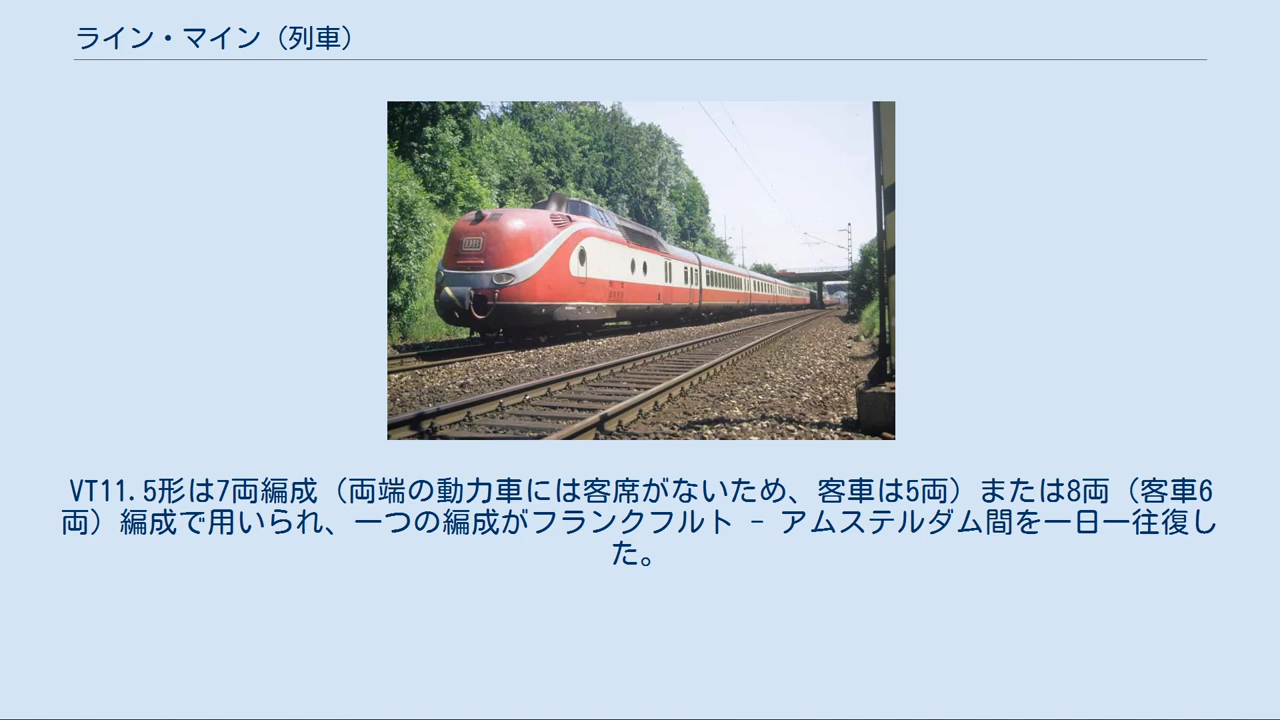 ライン・マイン（列車）
DB
VT11.5形は7両編成（両端の動力車には客席がないため、客車は5両）または8両（客車6
両）編成で用いられ、一つの編成がフランクフルト - アムステルダム間を一日一往復し
た。